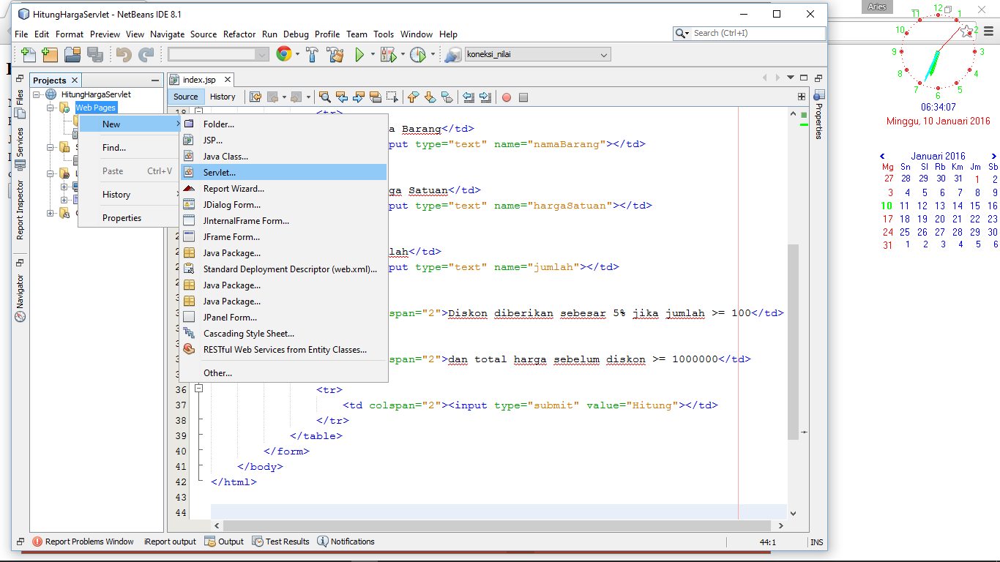 HitungHargaServlet - NetBeans IDE 8.1
File Edit Format Preview View Navigate Source Refactor Run Debug Profile Team Tools Window Help
Search (Ctrl+I)
koneksi_nilai
Projects
index.jsp
Source History
Files
Services
Report Inspector
Navigator
Properties
HitungHargaServlet
Web Pages
New
Find...
Paste Ctrl+V
History
Properties
Folder...
JSP...
Java Class...
Servlet...
Report Wizard...
JDialog Form...
JInternalFrame Form...
JFrame Form...
Java Package...
Standard Deployment Descriptor (web.xml)...
Java Package...
Java Package...
JPanel Form...
Cascading Style Sheet...
RESTful Web Services from Entity Classes...
Other...
18 <tr>
a Barang</td>
put type="text" name="namaBarang"></td>
ga Satuan</td>
put type="text" name="hargaSatuan"></td>
lah</td>
put type="text" name="jumlah"></td>
span="2">Diskon diberikan sebesar 5% jika jumlah >= 100</td>
span="2">dan total harga sebelum diskon >= 1000000</td>
36 <tr>
37 <td colspan="2"><input type="submit" value="Hitung"></td>
38 </tr>
39 </table>
40 </form>
41 </body>
42 </html>
43
44
Report Problems Window iReport output Output Test Results Notifications
44:1 INS
Aries
12
11 1
10 2
9 3
8 4
7 5
6
06:34:07
Minggu, 10 Januari 2016
Januari 2016
Mg Sn Sl Rb Km Jm Sb
27 28 29 30 31 1 2
3 4 5 6 7 8 9
10 11 12 13 14 15 16
17 18 19 20 21 22 23
24 25 26 27 28 29 30
31 1 2 3 4 5 6